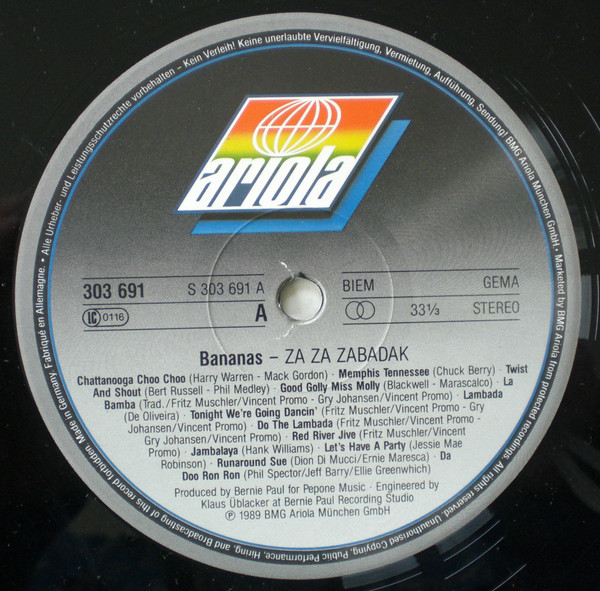 ariola
303 691 S 303 691 A
LC 0116 A
BIEM GEMA
33⅓ STEREO
Bananas – ZA ZA ZABADAK
Chattanooga Choo Choo (Harry Warren - Mack Gordon) · Memphis Tennessee (Chuck Berry) · Twist
And Shout (Bert Russell - Phil Medley) · Good Golly Miss Molly (Blackwell - Marascalco) · La
Bamba (Trad./Fritz Muschler/Vincent Promo - Gry Johansen/Vincent Promo) · Lambada
(De Oliveira) · Tonight We're Going Dancin' (Fritz Muschler/Vincent Promo - Gry
Johansen/Vincent Promo) · Do The Lambada (Fritz Muschler/Vincent Promo -
Gry Johansen/Vincent Promo) · Red River Jive (Fritz Muschler/Vincent
Promo) · Jambalaya (Hank Williams) · Let's Have A Party (Jessie Mae
Robinson) · Runaround Sue (Dion Di Mucci/Ernie Maresca) · Da
Doo Ron Ron (Phil Spector/Jeff Barry/Ellie Greenwhich)
Produced by Bernie Paul for Pepone Music · Engineered by
Klaus Üblacker at Bernie Paul Recording Studio
℗ 1989 BMG Ariola München GmbH
Made in Germany. Fabriqué en Allemagne. • Alle Urheber- und Leistungsschutzrechte vorbehalten – Kein Verleih! Keine unerlaubte Vervielfältigung, Vermietung, Aufführung, Sendung! BMG Ariola München GmbH • Marketed by BMG Ariola from protected recordings. All rights reserved. Unauthorised Copying, Public Performance, Hiring, and Broadcasting of this record forbidden.